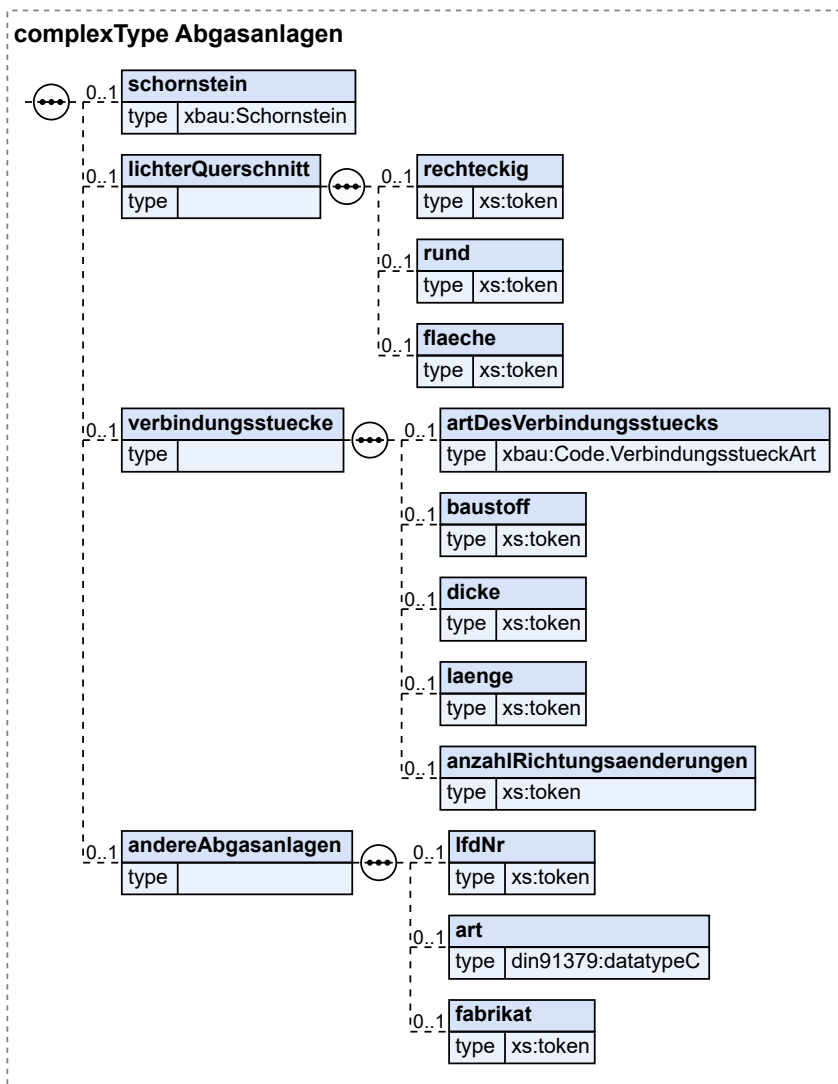 complexType Abgasanlagen
0..1
schornstein
type xbau:Schornstein
0..1
lichterQuerschnitt
type
0..1
rechteckig
type xs:token
0..1
rund
type xs:token
0..1
flaeche
type xs:token
0..1
verbindungsstuecke
type
0..1
artDesVerbindungsstuecks
type xbau:Code.VerbindungsstueckArt
0..1
baustoff
type xs:token
0..1
dicke
type xs:token
0..1
laenge
type xs:token
0..1
anzahlRichtungsaenderungen
type xs:token
0..1
andereAbgasanlagen
type
0..1
lfdNr
type xs:token
0..1
art
type din91379:datatypeC
0..1
fabrikat
type xs:token